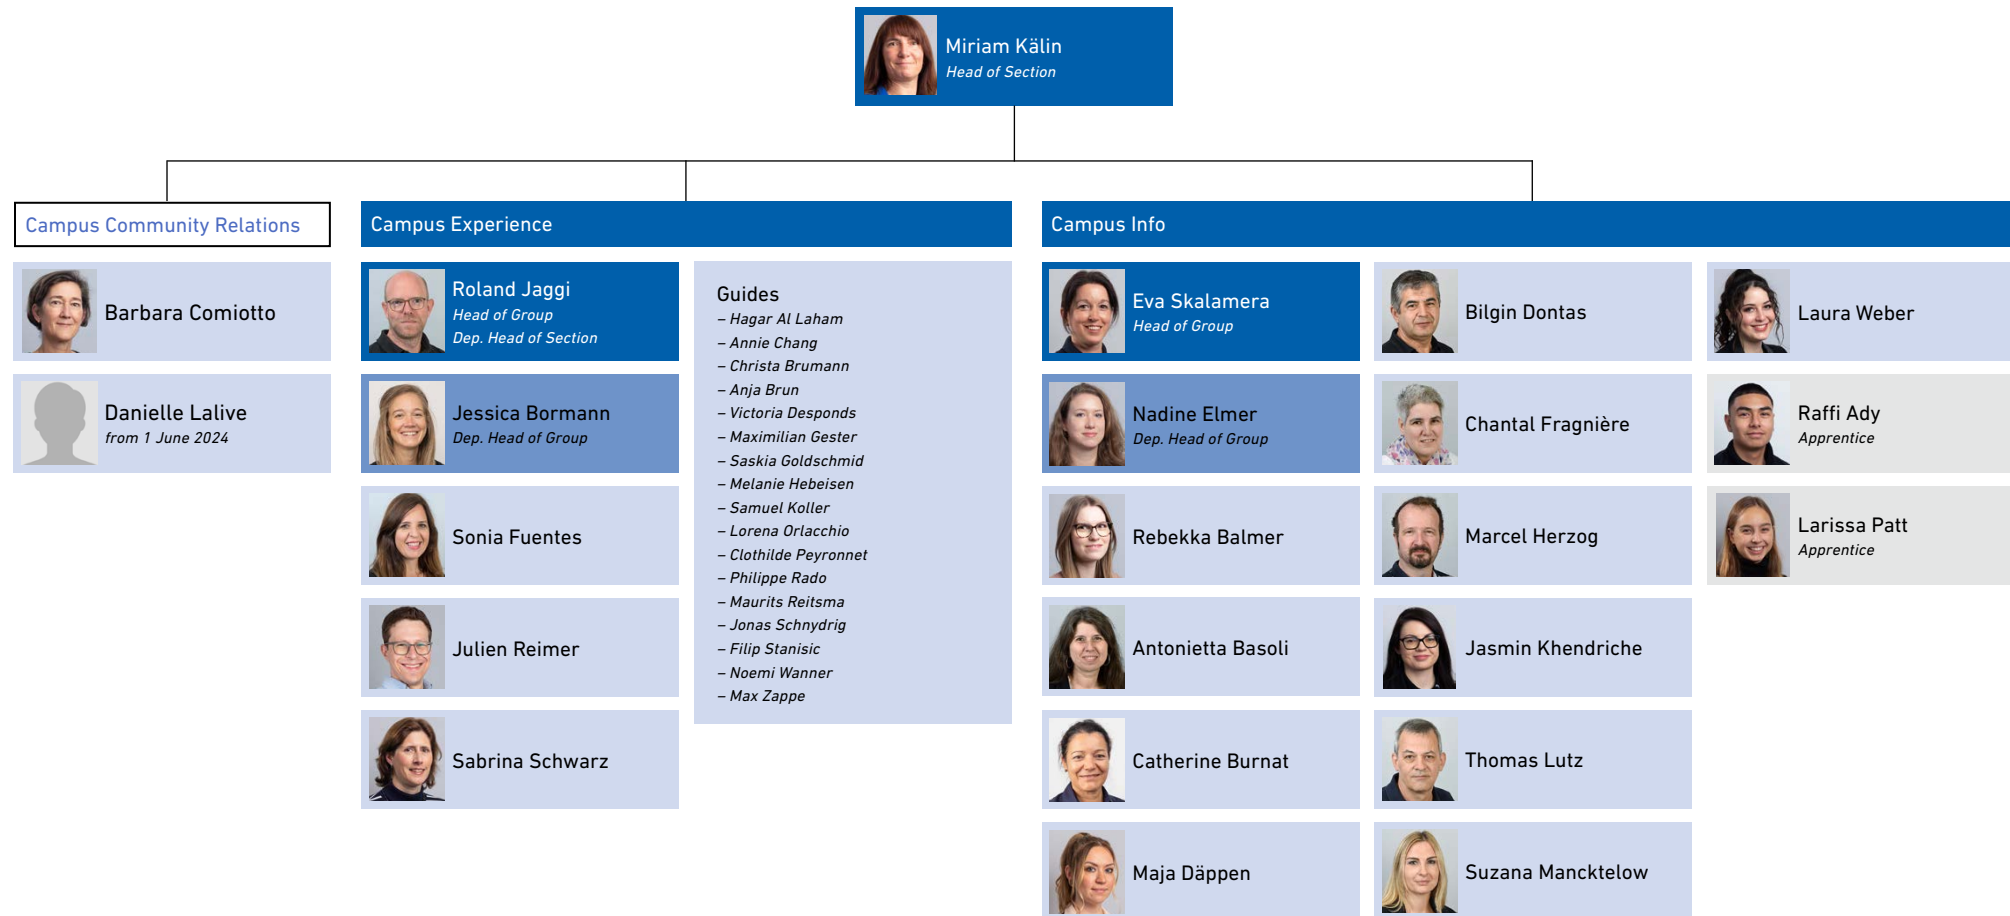 Miriam Kälin
Head of Section
Campus Community Relations
Barbara Comiotto
Danielle Lalive
from 1 June 2024
Campus Experience
Roland Jaggi
Head of Group
Dep. Head of Section
Jessica Bormann
Dep. Head of Group
Sonia Fuentes
Julien Reimer
Sabrina Schwarz
Guides
– Hagar Al Laham
– Annie Chang
– Christa Brumann
– Anja Brun
– Victoria Desponds
– Maximilian Gester
– Saskia Goldschmid
– Melanie Hebeisen
– Samuel Koller
– Lorena Orlacchio
– Clothilde Peyronnet
– Philippe Rado
– Maurits Reitsma
– Jonas Schnydrig
– Filip Stanisic
– Noemi Wanner
– Max Zappe
Campus Info
Eva Skalamera
Head of Group
Nadine Elmer
Dep. Head of Group
Rebekka Balmer
Antonietta Basoli
Catherine Burnat
Maja Däppen
Bilgin Dontas
Chantal Fragnière
Marcel Herzog
Jasmin Khendriche
Thomas Lutz
Suzana Mancktelow
Laura Weber
Raffi Ady
Apprentice
Larissa Patt
Apprentice